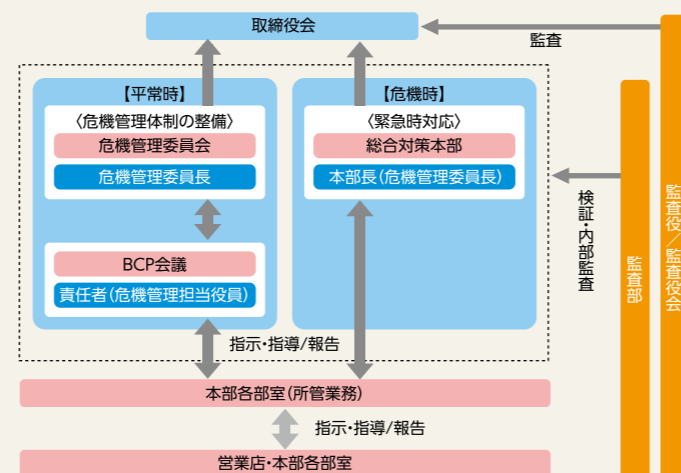 取締役会
監査
【平常時】
〈危機管理体制の整備〉
危機管理委員会
危機管理委員長
BCP会議
責任者(危機管理担当役員)
【危機時】
〈緊急時対応〉
総合対策本部
本部長(危機管理委員長)
検証・内部監査
監査部
監査役／監査役会
指示・指導/報告
本部各部室(所管業務)
指示・指導/報告
営業店・本部各部室